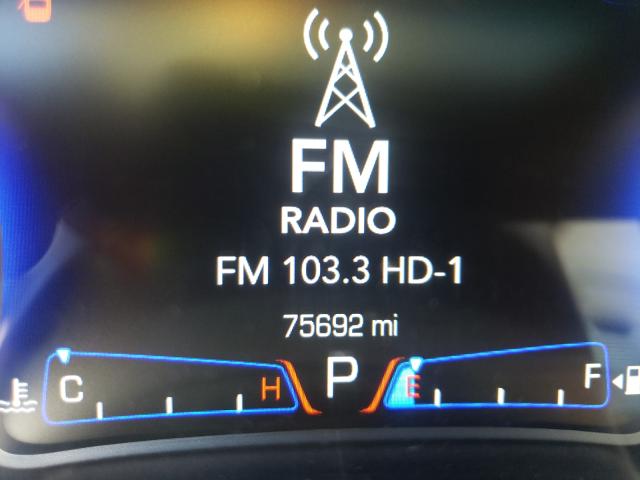 FM
RADIO
FM 103.3 HD-1
75692 mi
C H P E F